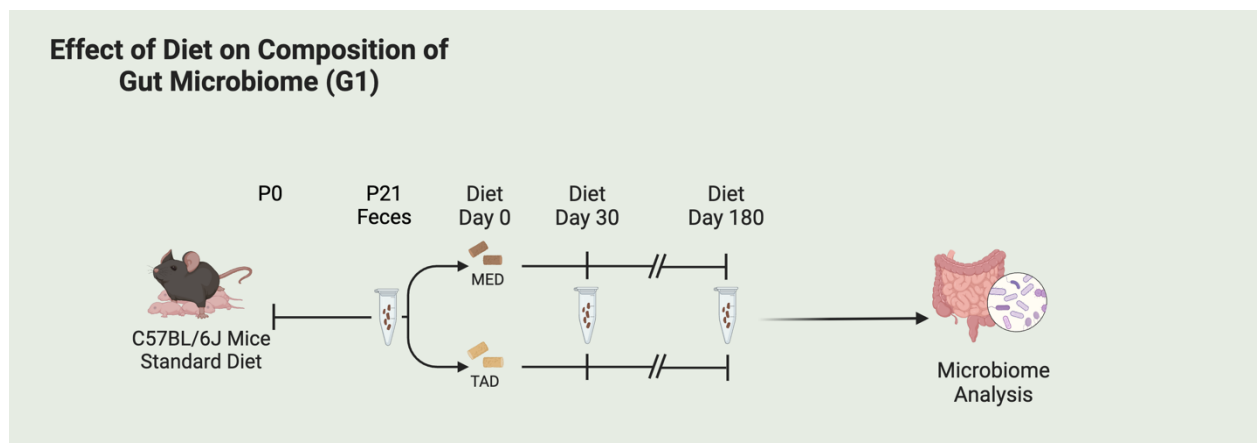 Effect of Diet on Composition of
Gut Microbiome (G1)
P0
P21
Feces
Diet
Day 0
Diet
Day 30
Diet
Day 180
MED
C57BL/6J Mice
Standard Diet
TAD
Microbiome
Analysis